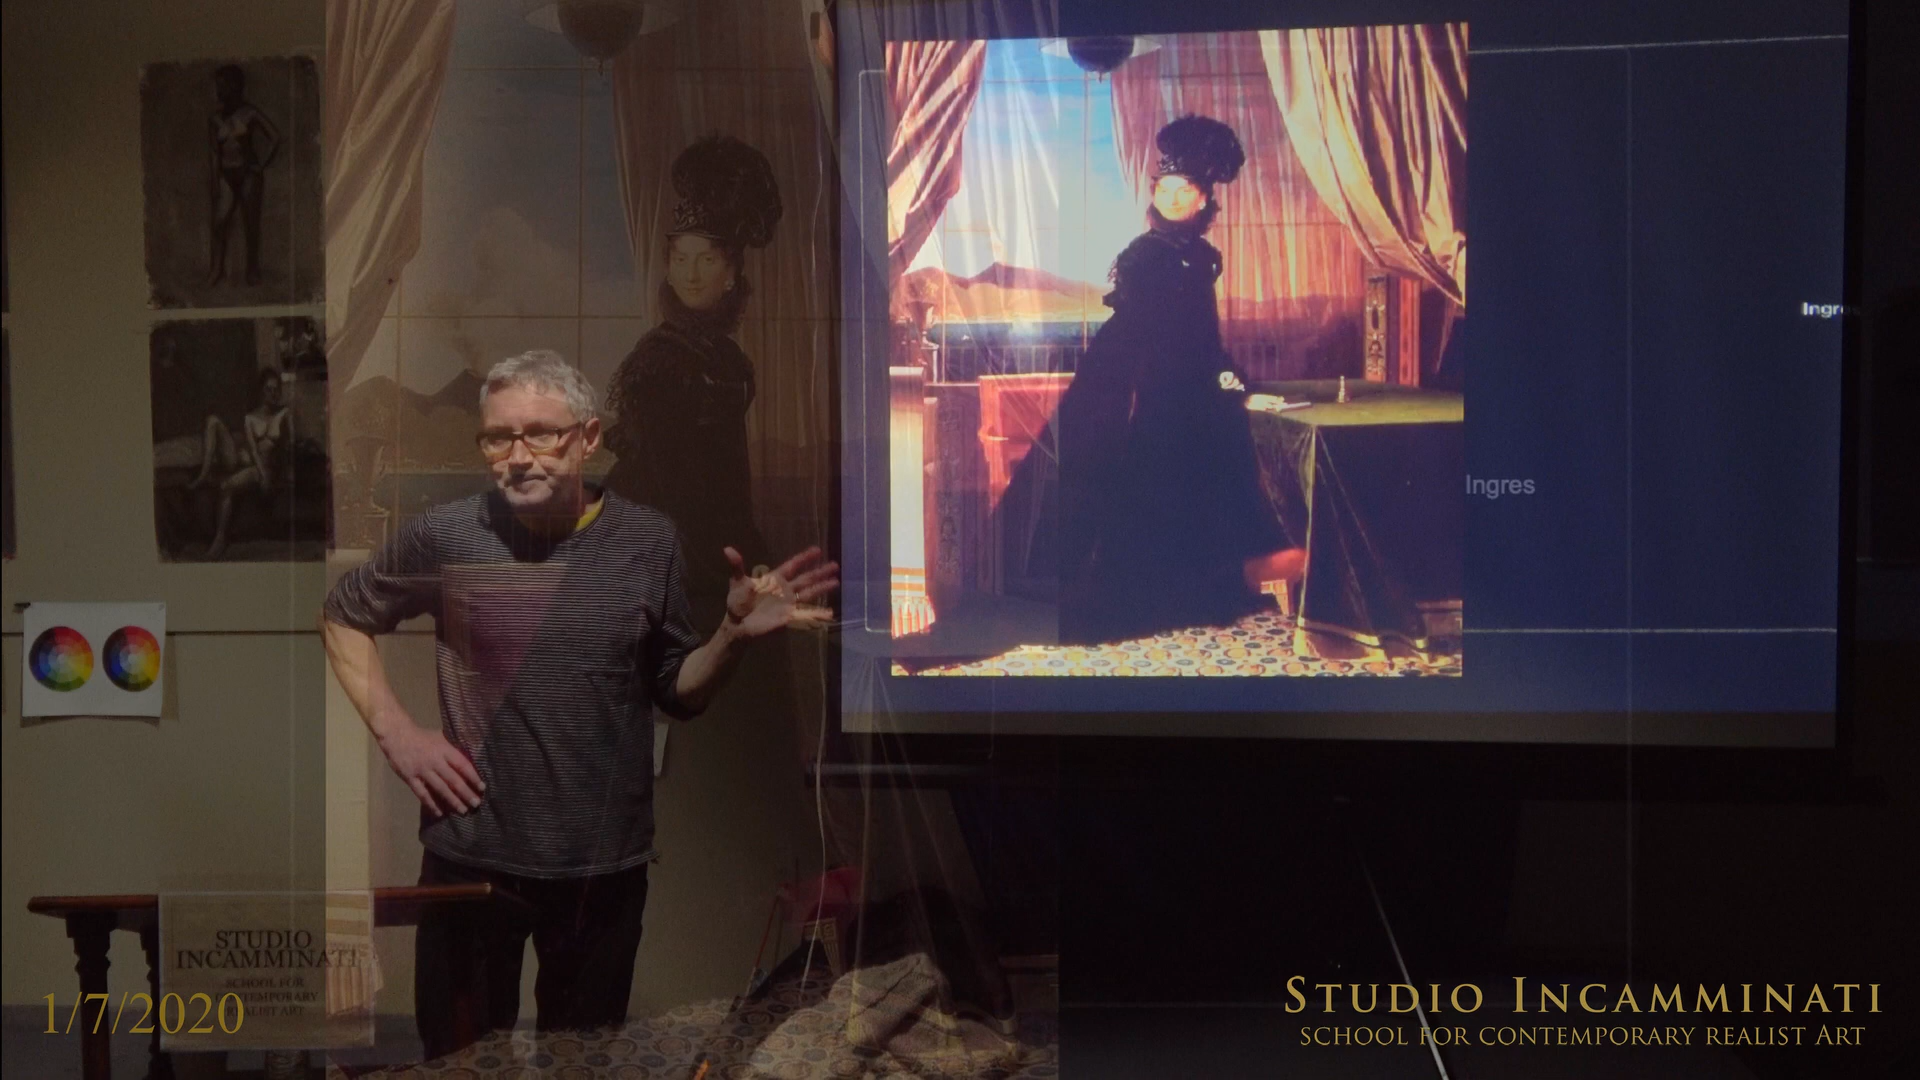 Ingres
Ingres
STUDIO
INCAMMINATI
SCHOOL FOR
CONTEMPORARY
REALIST ART
1/7/2020
STUDIO INCAMMINATI
SCHOOL FOR CONTEMPORARY REALIST ART